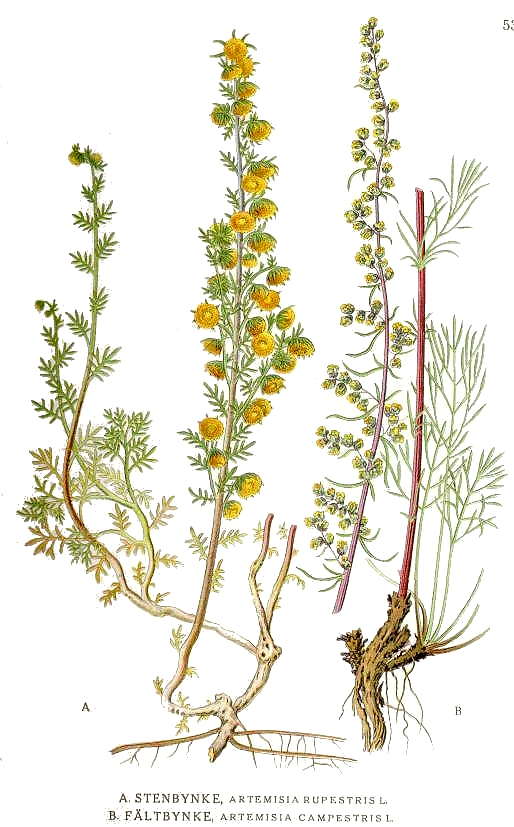 53
A
B
A. STENBYNKE, ARTEMISIA RUPESTRIS L.
B. FÄLTBYNKE, ARTEMISIA CAMPESTRIS L.